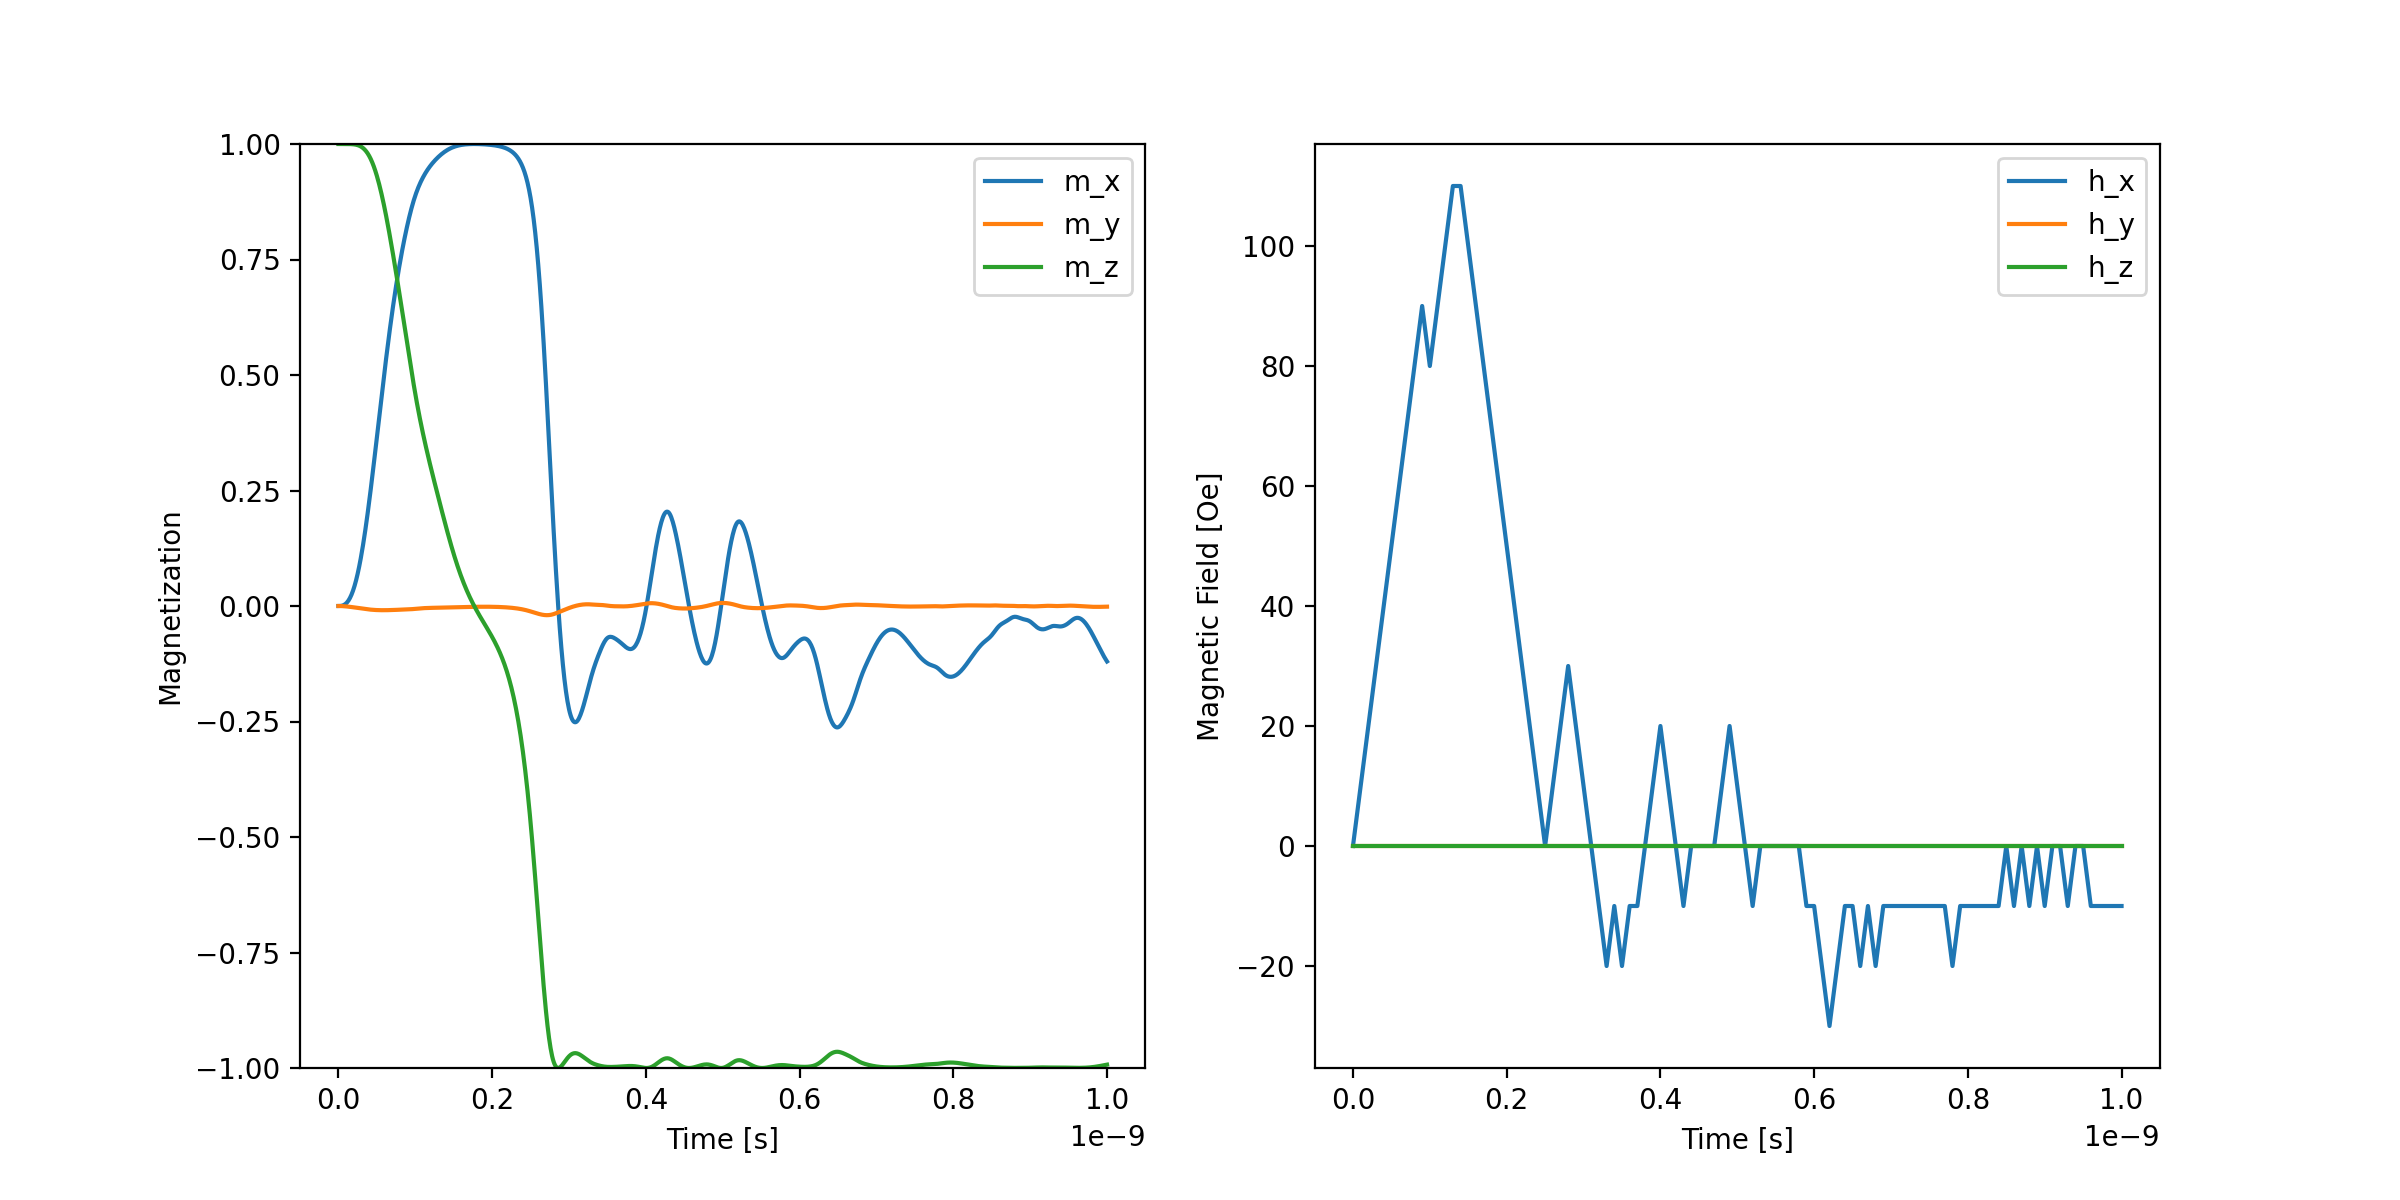 1.00
0.75
0.50
0.25
0.00
−0.25
−0.50
−0.75
−1.00
Magnetization
0.0 0.2 0.4 0.6 0.8 1.0
Time [s]
1e−9
m_x
m_y
m_z
100
80
60
40
20
0
−20
Magnetic Field [Oe]
0.0 0.2 0.4 0.6 0.8 1.0
Time [s]
1e−9
h_x
h_y
h_z